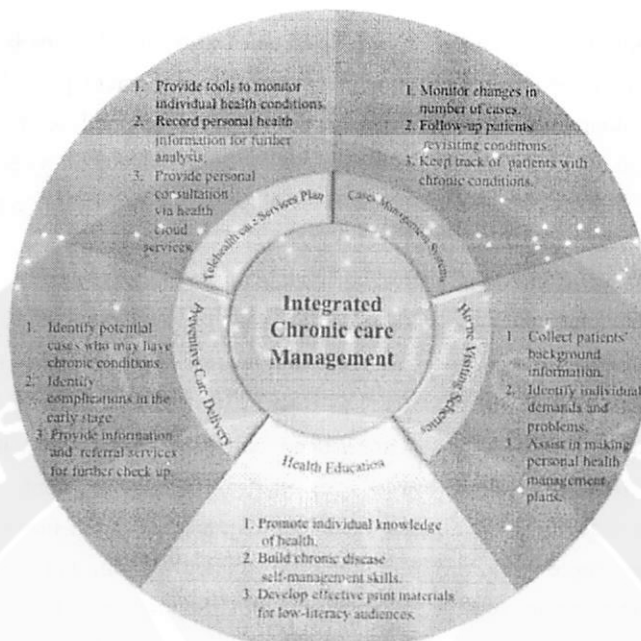 1. Provide tools to monitor
individual health conditions.
2. Record personal health
information for further
analysis.
3. Provide personal
consultation
via health
cloud
services.
Telehealth care Services Plan
1. Monitor changes in
number of cases.
2. Follow-up patients'
revisiting conditions.
3. Keep track of patients with
chronic conditions.
Cases Management Systems
Integrated
Chronic care
Management
1. Identify potential
cases who may have
chronic conditions.
2. Identify
complications in the
early stage.
3. Provide information
and referral services
for further check up.
Preventive Care Delivery
Home Visiting Schemes
1. Collect patients'
background
information.
2. Identify individual
demands and
problems.
3. Assist in making
personal health
management
plans.
Health Education
1. Promote individual knowledge
of health.
2. Build chronic disease
self-management skills.
3. Develop effective print materials
for low-literacy audiences.